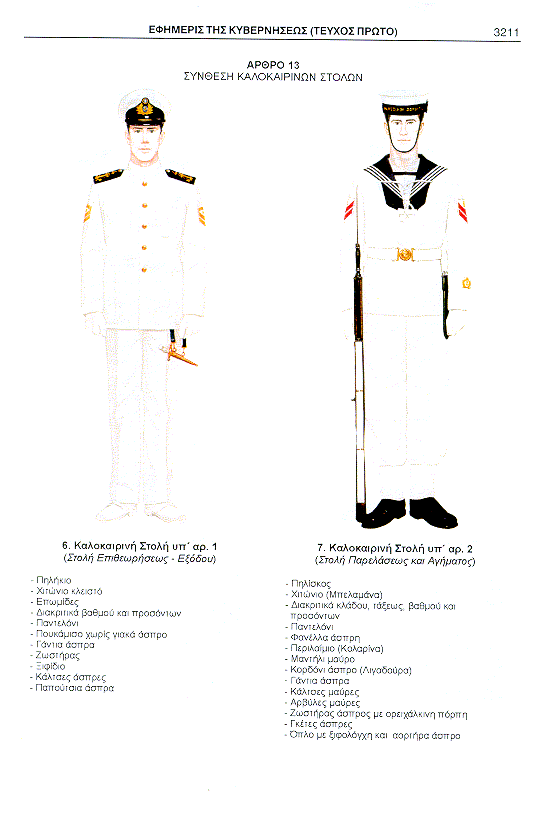 ΕΦΗΜΕΡΙΣ ΤΗΣ ΚΥΒΕΡΝΗΣΕΩΣ (ΤΕΥΧΟΣ ΠΡΩΤΟ)
3211
ΑΡΘΡΟ 13
ΣΥΝΘΕΣΗ ΚΑΛΟΚΑΙΡΙΝΩΝ ΣΤΟΛΩΝ
6. Καλοκαιρινή Στολή υπ΄ αρ. 1
(Στολή Επιθεωρήσεως - Εξόδου)
- Πηλήκιο
- Χιτώνιο κλειστό
- Επωμίδες
- Διακριτικά βαθμού και προσόντων
- Παντελόνι
- Πουκάμισο χωρίς γιακά άσπρο
- Γάντια άσπρα
- Ζωστήρας
- Ξιφίδιο
- Κάλτσες άσπρες
- Παπούτσια άσπρα
7. Καλοκαιρινή Στολή υπ΄ αρ. 2
(Στολή Παρελάσεως και Αγήματος)
- Πηλίσκος
- Χιτώνιο (Μπελαμάνα)
- Διακριτικά κλάδου, τάξεως, βαθμού και
προσόντων
- Παντελόνι
- Φανέλλα άσπρη
- Περιλαίμιο (Κολαρίνα)
- Μαντήλι μαύρο
- Κορδόνι άσπρο (Λιγαδούρα)
- Γάντια άσπρα
- Κάλτσες μαύρες
- Αρβύλες μαύρες
- Ζωστήρας άσπρος με ορειχάλκινη πόρπη
- Γκέτες άσπρες
- Όπλο με ξιφολόγχη και αορτήρα άσπρο